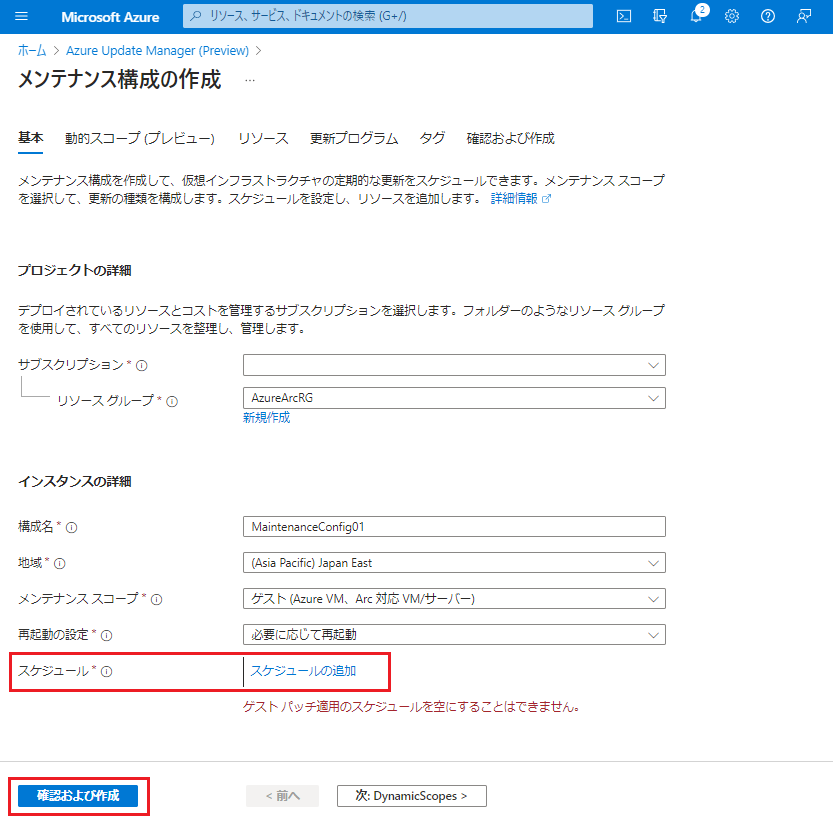 Microsoft Azure
リソース、サービス、ドキュメントの検索 (G+/)
2
ホーム > Azure Update Manager (Preview) >
メンテナンス構成の作成 ...
基本 動的スコープ (プレビュー) リソース 更新プログラム タグ 確認および作成
メンテナンス構成を作成して、仮想インフラストラクチャの定期的な更新をスケジュールできます。メンテナンス スコープ
を選択して、更新の種類を構成します。スケジュールを設定し、リソースを追加します。 詳細情報
プロジェクトの詳細
デプロイされているリソースとコストを管理するサブスクリプションを選択します。フォルダーのようなリソース グループ
を使用して、すべてのリソースを整理し、管理します。
サブスクリプション *
リソース グループ * AzureArcRG
新規作成
インスタンスの詳細
構成名 * MaintenanceConfig01
地域 * (Asia Pacific) Japan East
メンテナンス スコープ * ゲスト (Azure VM、Arc 対応 VM/サーバー)
再起動の設定 * 必要に応じて再起動
スケジュール * スケジュールの追加
ゲスト パッチ適用のスケジュールを空にすることはできません。
確認および作成 < 前へ 次: DynamicScopes >